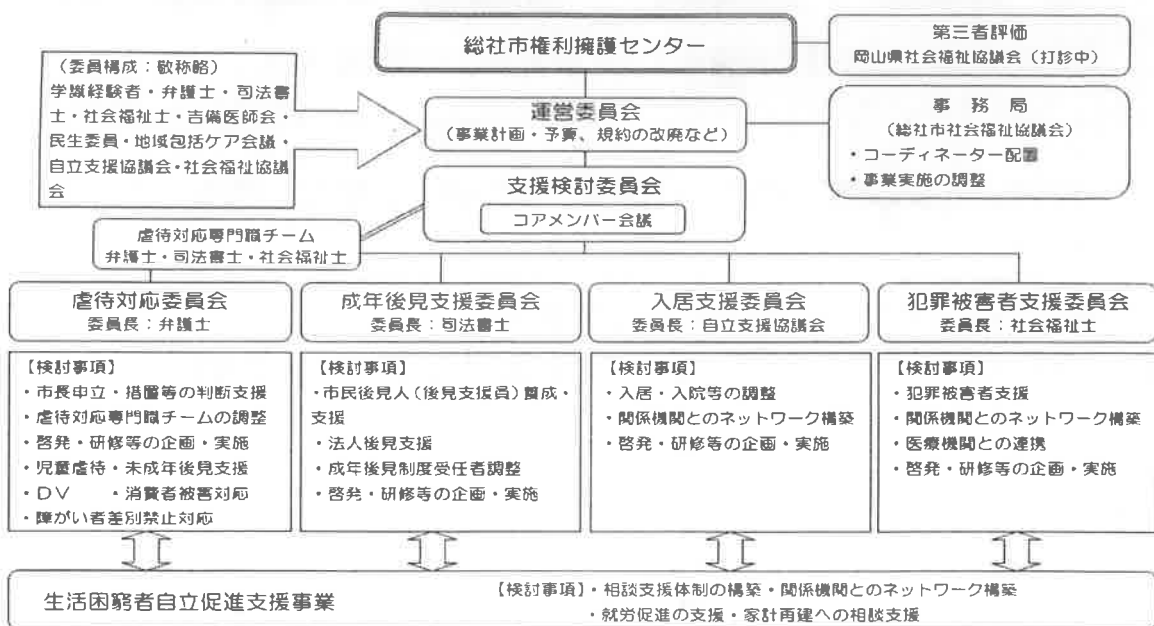 総社市権利擁護センター
第三者評価
岡山県社会福祉協議会（打診中）
（委員構成：敬称略）
学識経験者・弁護士・司法書
士・社会福祉士・吉備医師会・
民生委員・地域包括ケア会議・
自立支援協議会・社会福祉協議
会
運営委員会
（事業計画・予算、規約の改廃など）
事務局
（総社市社会福祉協議会）
・コーディネーター配置
・事業実施の調整
支援検討委員会
コアメンバー会議
虐待対応専門職チーム
弁護士・司法書士・社会福祉士
虐待対応委員会
委員長：弁護士
【検討事項】
・市長申立・措置等の判断支援
・虐待対応専門職チームの調整
・啓発・研修等の企画・実施
・児童虐待・未成年後見支援
・DV　・消費者被害対応
・障がい者差別禁止対応
成年後見支援委員会
委員長：司法書士
【検討事項】
・市民後見人（後見支援員）養成・
支援
・法人後見支援
・成年後見制度受任者調整
・啓発・研修等の企画・実施
入居支援委員会
委員長：自立支援協議会
【検討事項】
・入居・入院等の調整
・関係機関とのネットワーク構築
・啓発・研修等の企画・実施
犯罪被害者支援委員会
委員長：社会福祉士
【検討事項】
・犯罪被害者支援
・関係機関とのネットワーク構築
・医療機関との連携
・啓発・研修等の企画・実施
生活困窮者自立促進支援事業
【検討事項】・相談支援体制の構築・関係機関とのネットワーク構築
・就労促進の支援・家計再建への相談支援